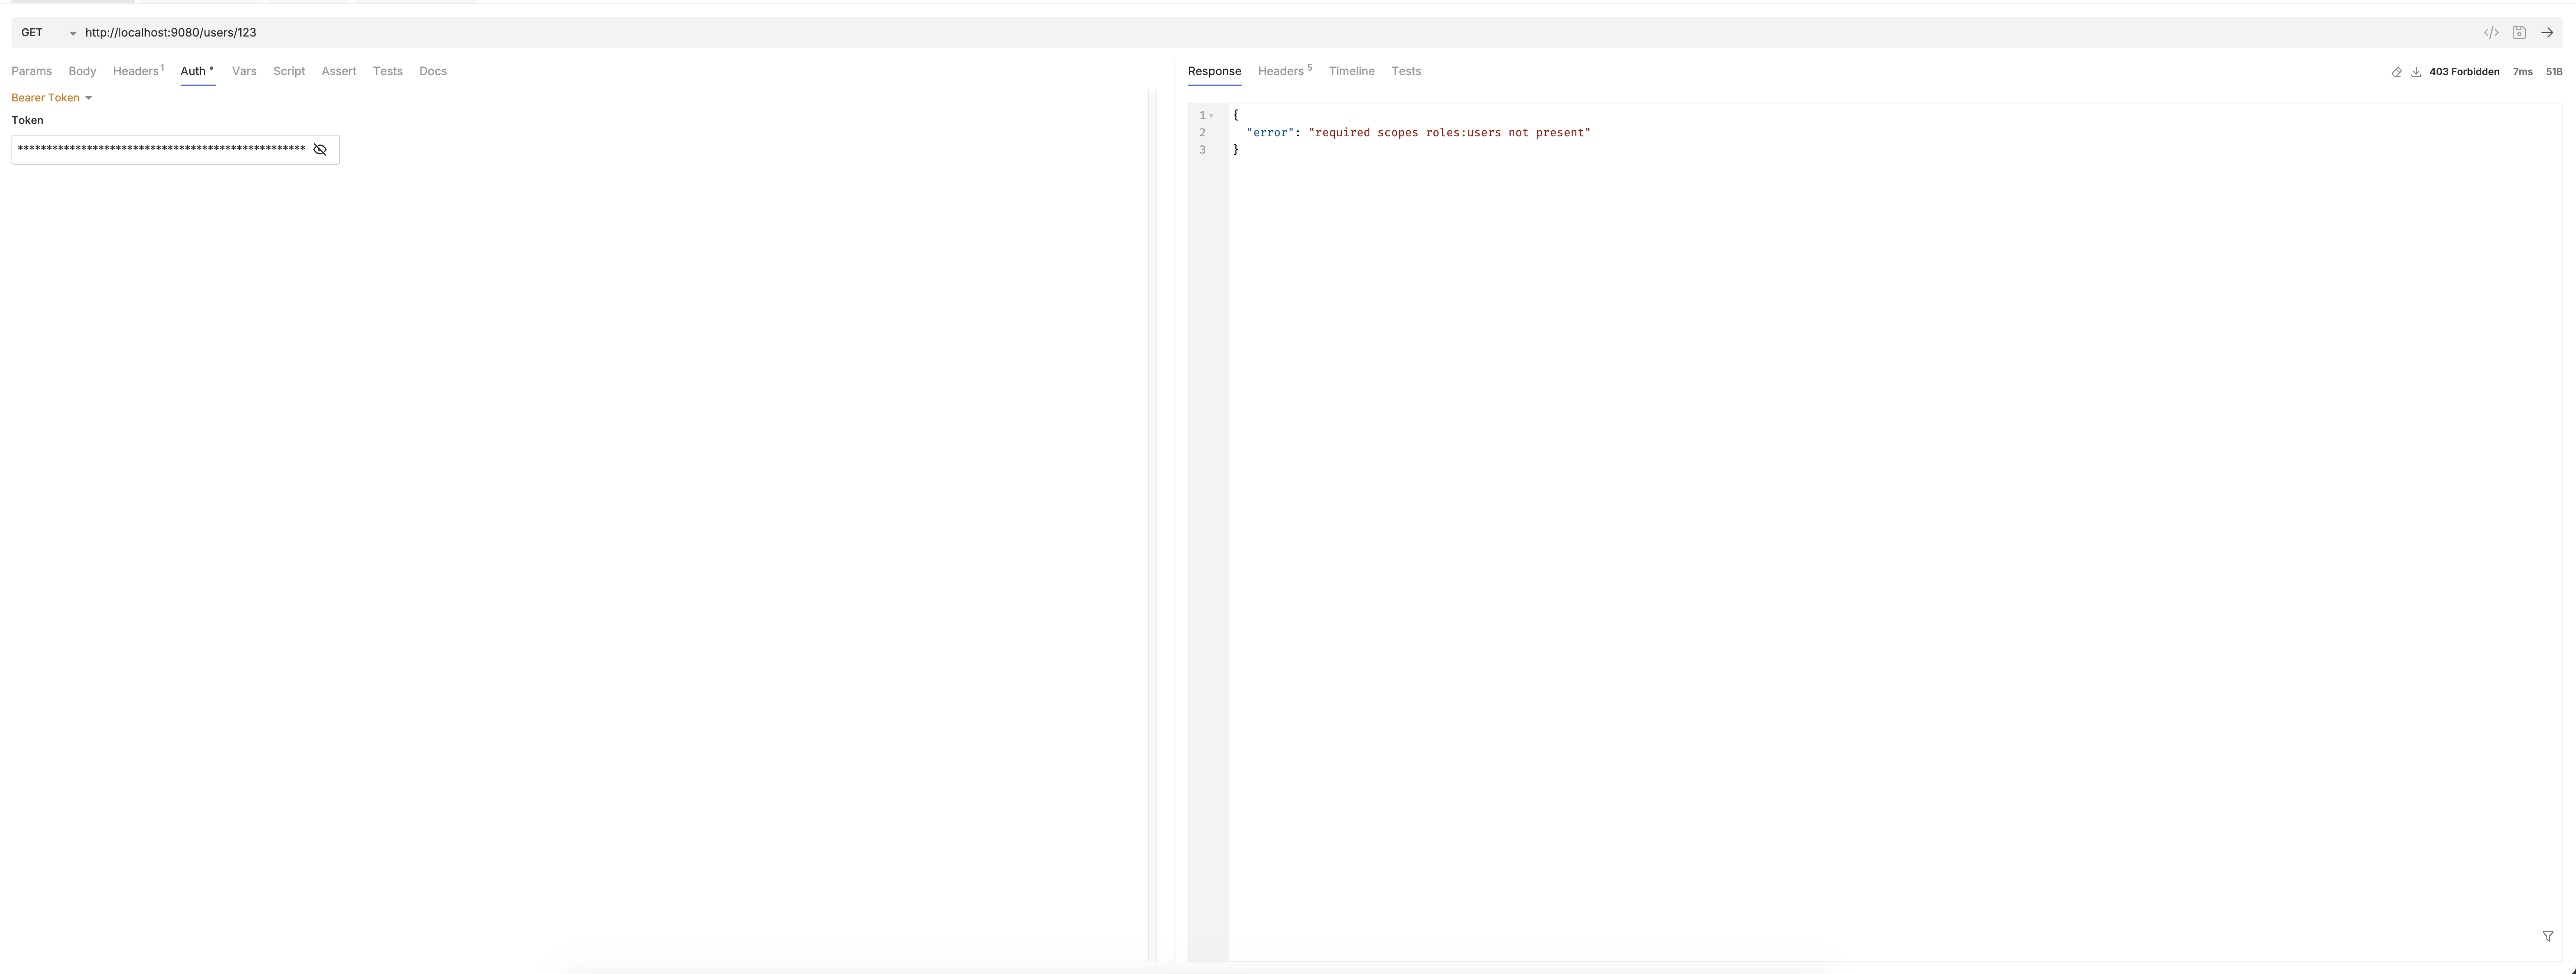 GET http://localhost:9080/users/123
Params Body Headers 1 Auth • Vars Script Assert Tests Docs
Bearer Token
Token
**************************************************
Response Headers 5 Timeline Tests 403 Forbidden 7ms 51B
1 {
2 "error": "required scopes roles:users not present"
3 }